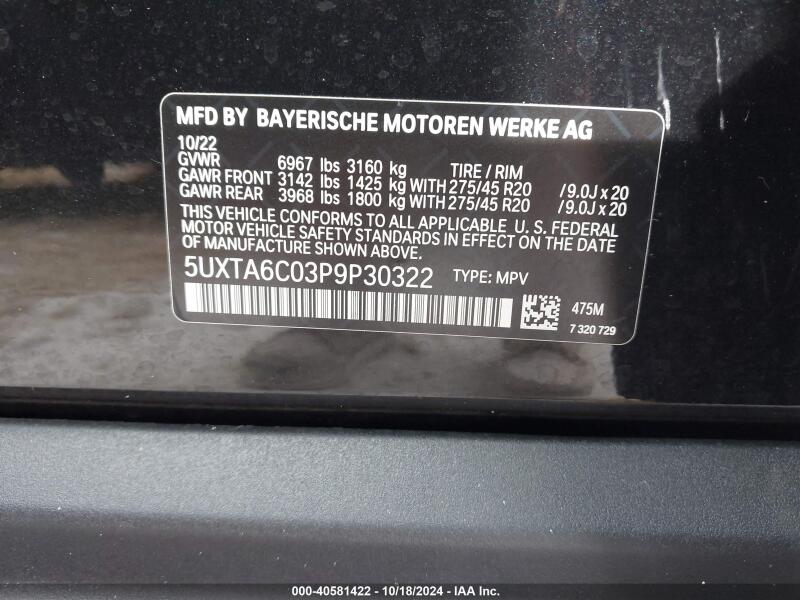 MFD BY BAYERISCHE MOTOREN WERKE AG
10/22
GVWR 6967 lbs 3160 kg TIRE / RIM
GAWR FRONT 3142 lbs 1425 kg WITH 275/45 R20 / 9.0J x 20
GAWR REAR 3968 lbs 1800 kg WITH 275/45 R20 / 9.0J x 20
THIS VEHICLE CONFORMS TO ALL APPLICABLE U. S. FEDERAL
MOTOR VEHICLE SAFETY STANDARDS IN EFFECT ON THE DATE
OF MANUFACTURE SHOWN ABOVE.
5UXTA6C03P9P30322 TYPE: MPV
475M
7 320 729
000-40581422 - 10/18/2024 - IAA Inc.